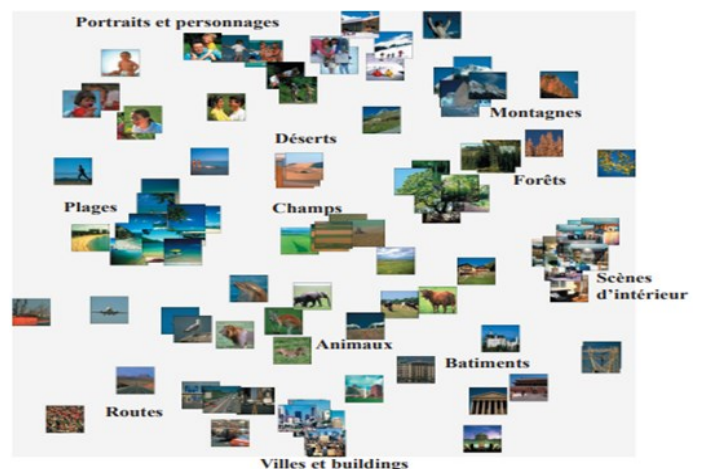 Portraits et personnages
Montagnes
Déserts
Forêts
Plages
Champs
Scènes
d'intérieur
Animaux
Batiments
Routes
Villes et buildings